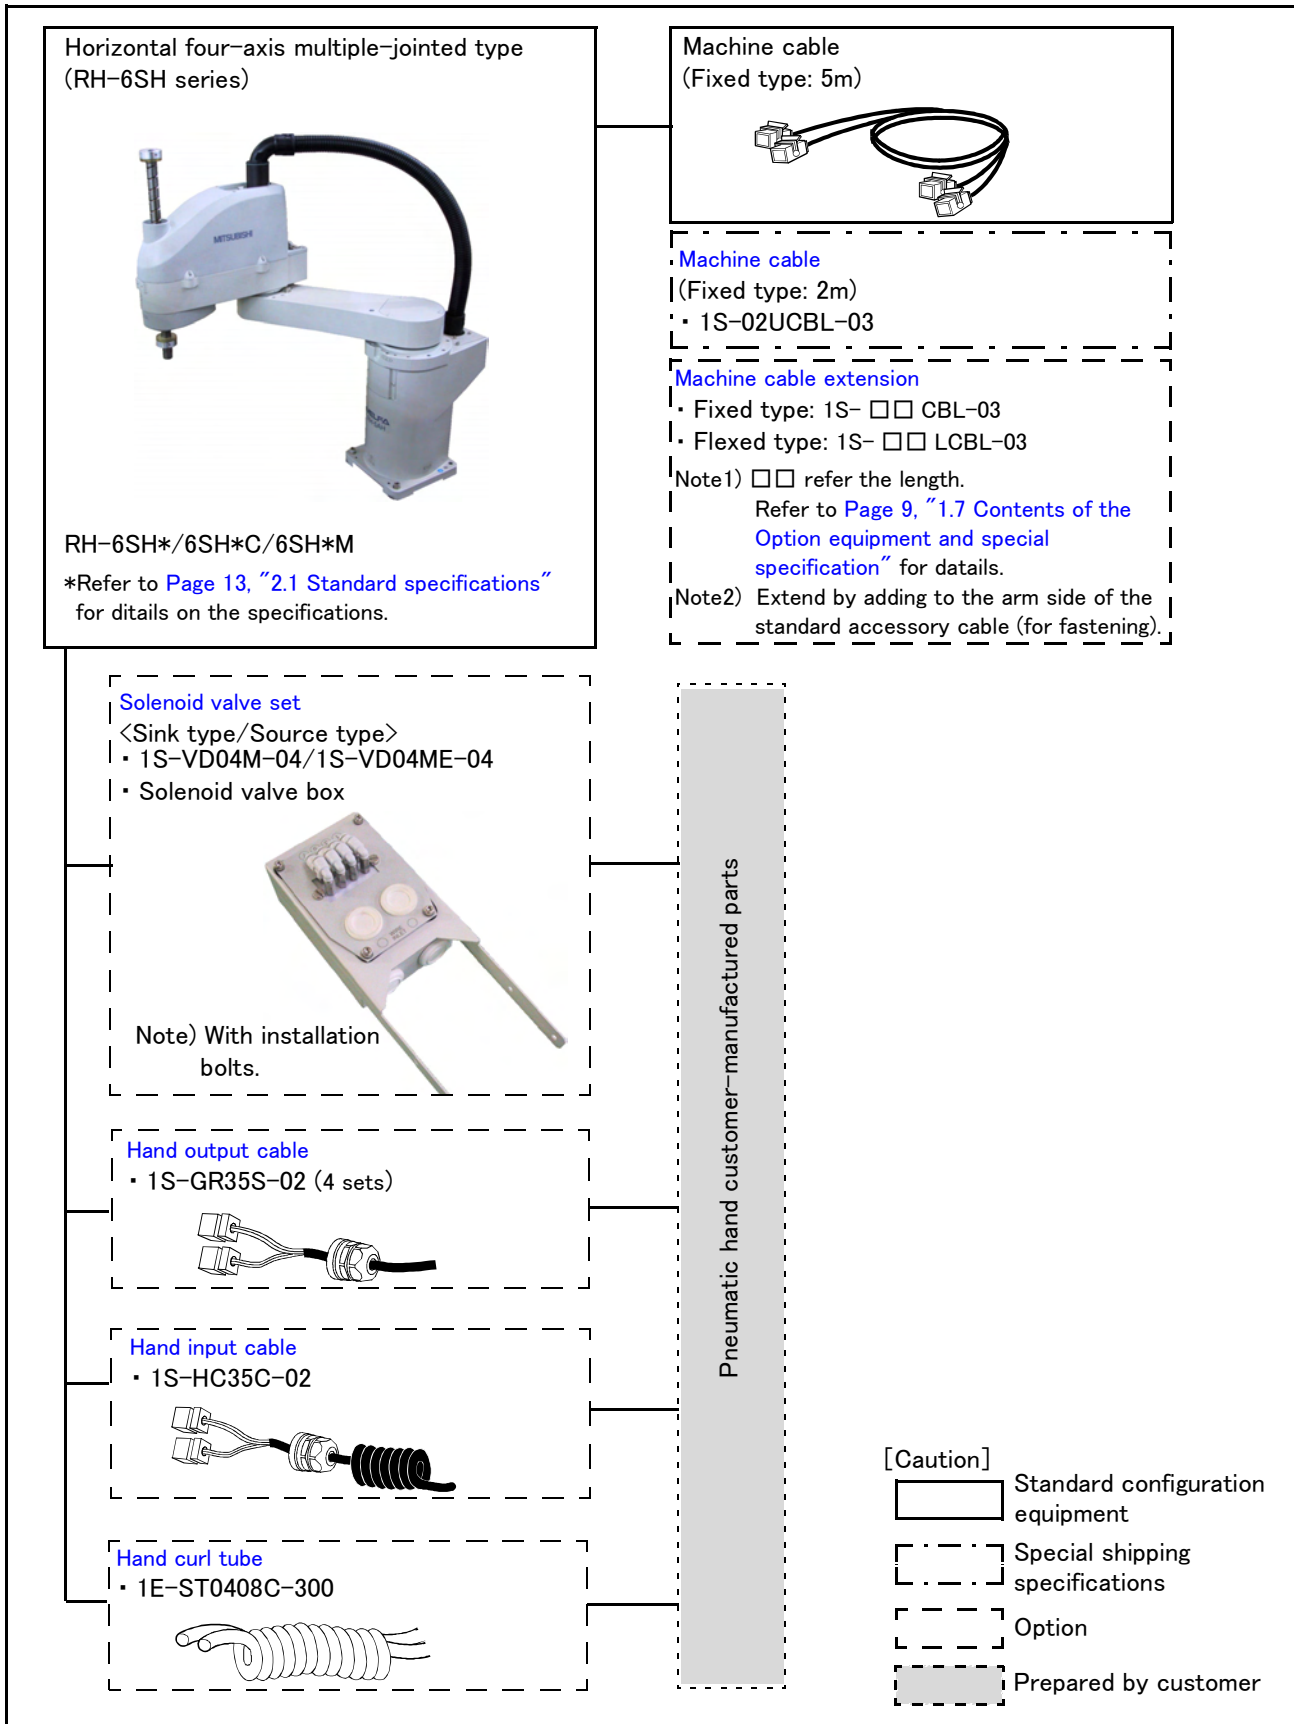 Horizontal four-axis multiple-jointed type
(RH-6SH series)
MITSUBISHI
RH-6SH*/6SH*C/6SH*M
*Refer to Page 13, "2.1 Standard specifications"
for ditails on the specifications.
Machine cable
(Fixed type: 5m)
Machine cable
(Fixed type: 2m)
・ 1S-02UCBL-03
Machine cable extension
・ Fixed type: 1S- □□ CBL-03
・ Flexed type: 1S- □□ LCBL-03
Note1) □□ refer the length.
Refer to Page 9, "1.7 Contents of the
Option equipment and special
specification" for datails.
Note2) Extend by adding to the arm side of the
standard accessory cable (for fastening).
Solenoid valve set
<Sink type/Source type>
・ 1S-VD04M-04/1S-VD04ME-04
・ Solenoid valve box
Note) With installation
bolts.
Hand output cable
・ 1S-GR35S-02 (4 sets)
Hand input cable
・ 1S-HC35C-02
Hand curl tube
・ 1E-ST0408C-300
Pneumatic hand customer-manufactured parts
[Caution]
Standard configuration
equipment
Special shipping
specifications
Option
Prepared by customer